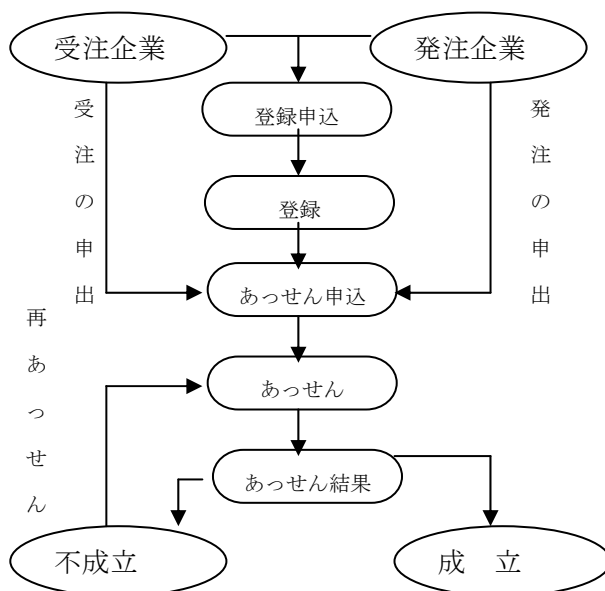 受注企業
発注企業
登録申込
受注の申出
発注の申出
登録
あっせん申込
再あっせん
あっせん
あっせん結果
不成立
成　立